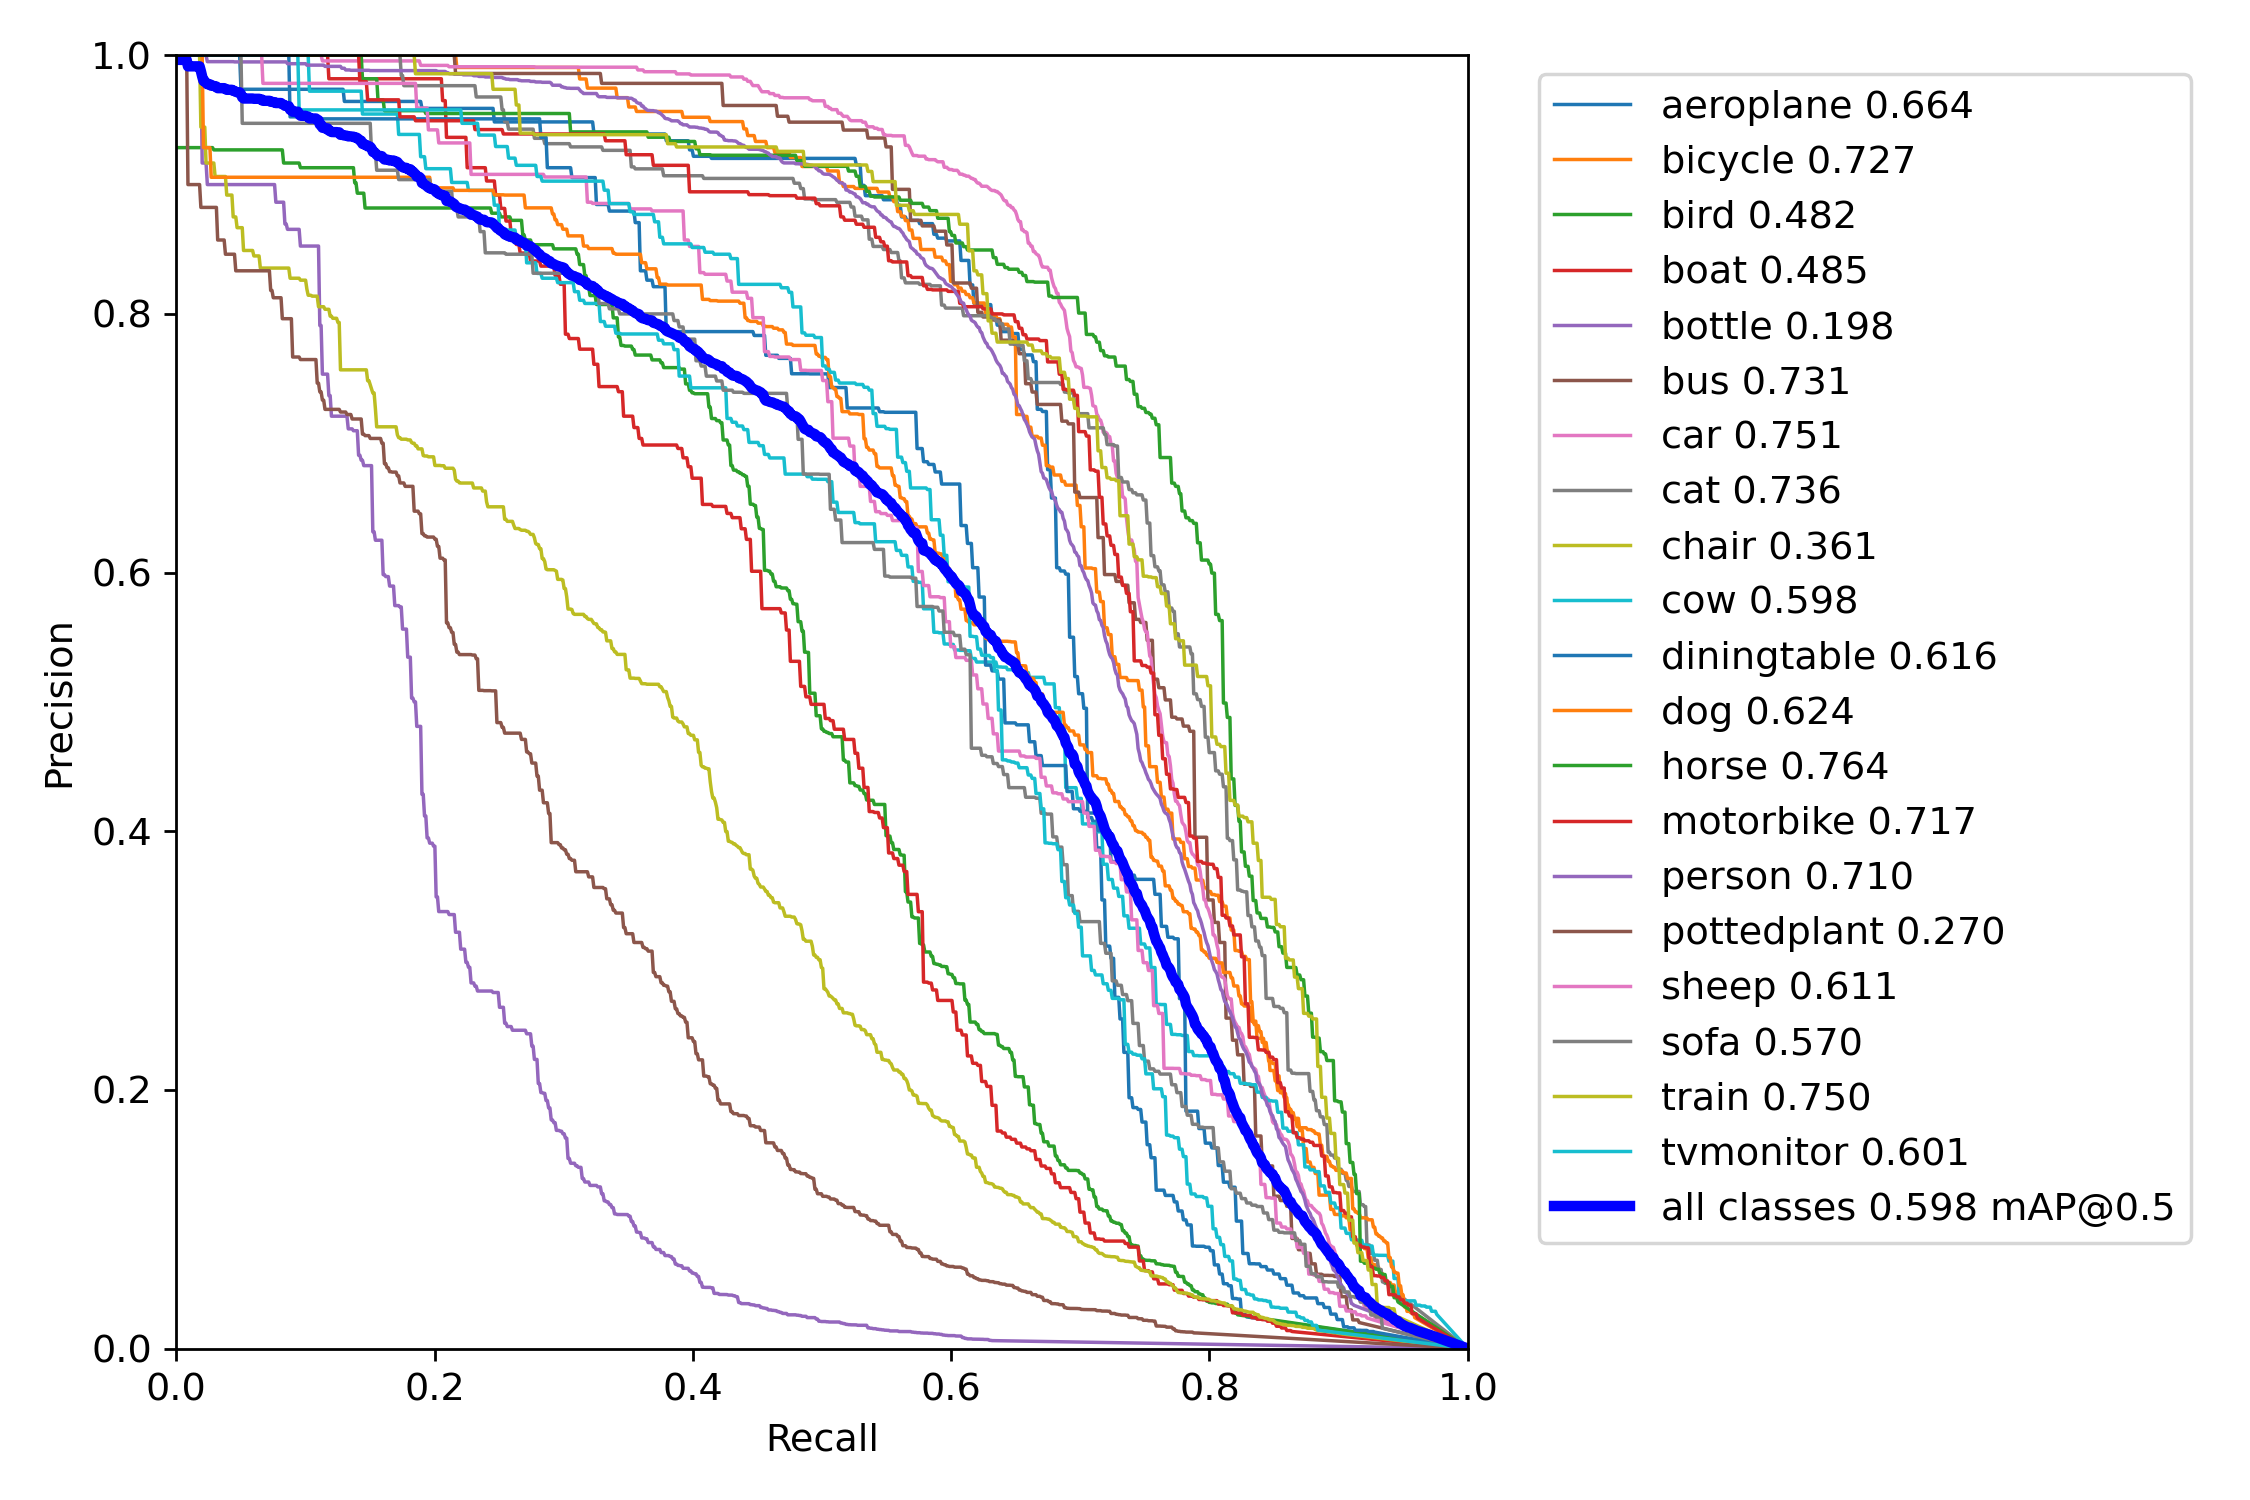 1.0
0.8
0.6
0.4
0.2
0.0
Precision
0.0 0.2 0.4 0.6 0.8 1.0
Recall
aeroplane 0.664
bicycle 0.727
bird 0.482
boat 0.485
bottle 0.198
bus 0.731
car 0.751
cat 0.736
chair 0.361
cow 0.598
diningtable 0.616
dog 0.624
horse 0.764
motorbike 0.717
person 0.710
pottedplant 0.270
sheep 0.611
sofa 0.570
train 0.750
tvmonitor 0.601
all classes 0.598 mAP@0.5